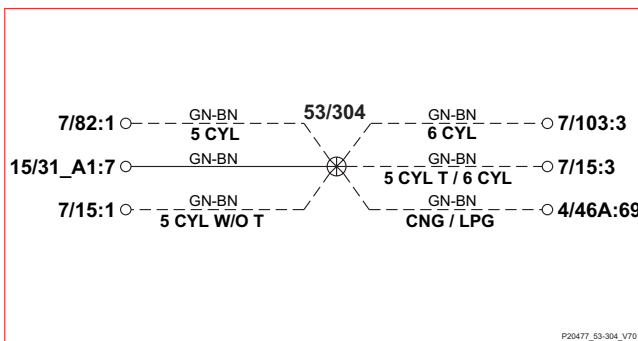 53/304
7/82:1 GN-BN GN-BN 7/103:3
5 CYL 6 CYL
15/31_A1:7 GN-BN GN-BN 7/15:3
5 CYL T / 6 CYL
7/15:1 GN-BN GN-BN 4/46A:69
5 CYL W/O T CNG / LPG
P20477_53-304_V70